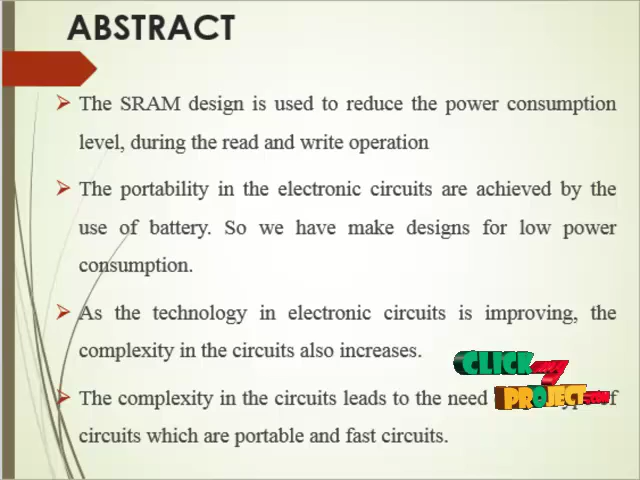 ABSTRACT
The SRAM design is used to reduce the power consumption
level, during the read and write operation
The portability in the electronic circuits are achieved by the
use of battery. So we have make designs for low power
consumption.
As the technology in electronic circuits is improving, the
complexity in the circuits also increases.
CLICK
The complexity in the circuits leads to the need of
PROJECT
circuits which are portable and fast circuits.